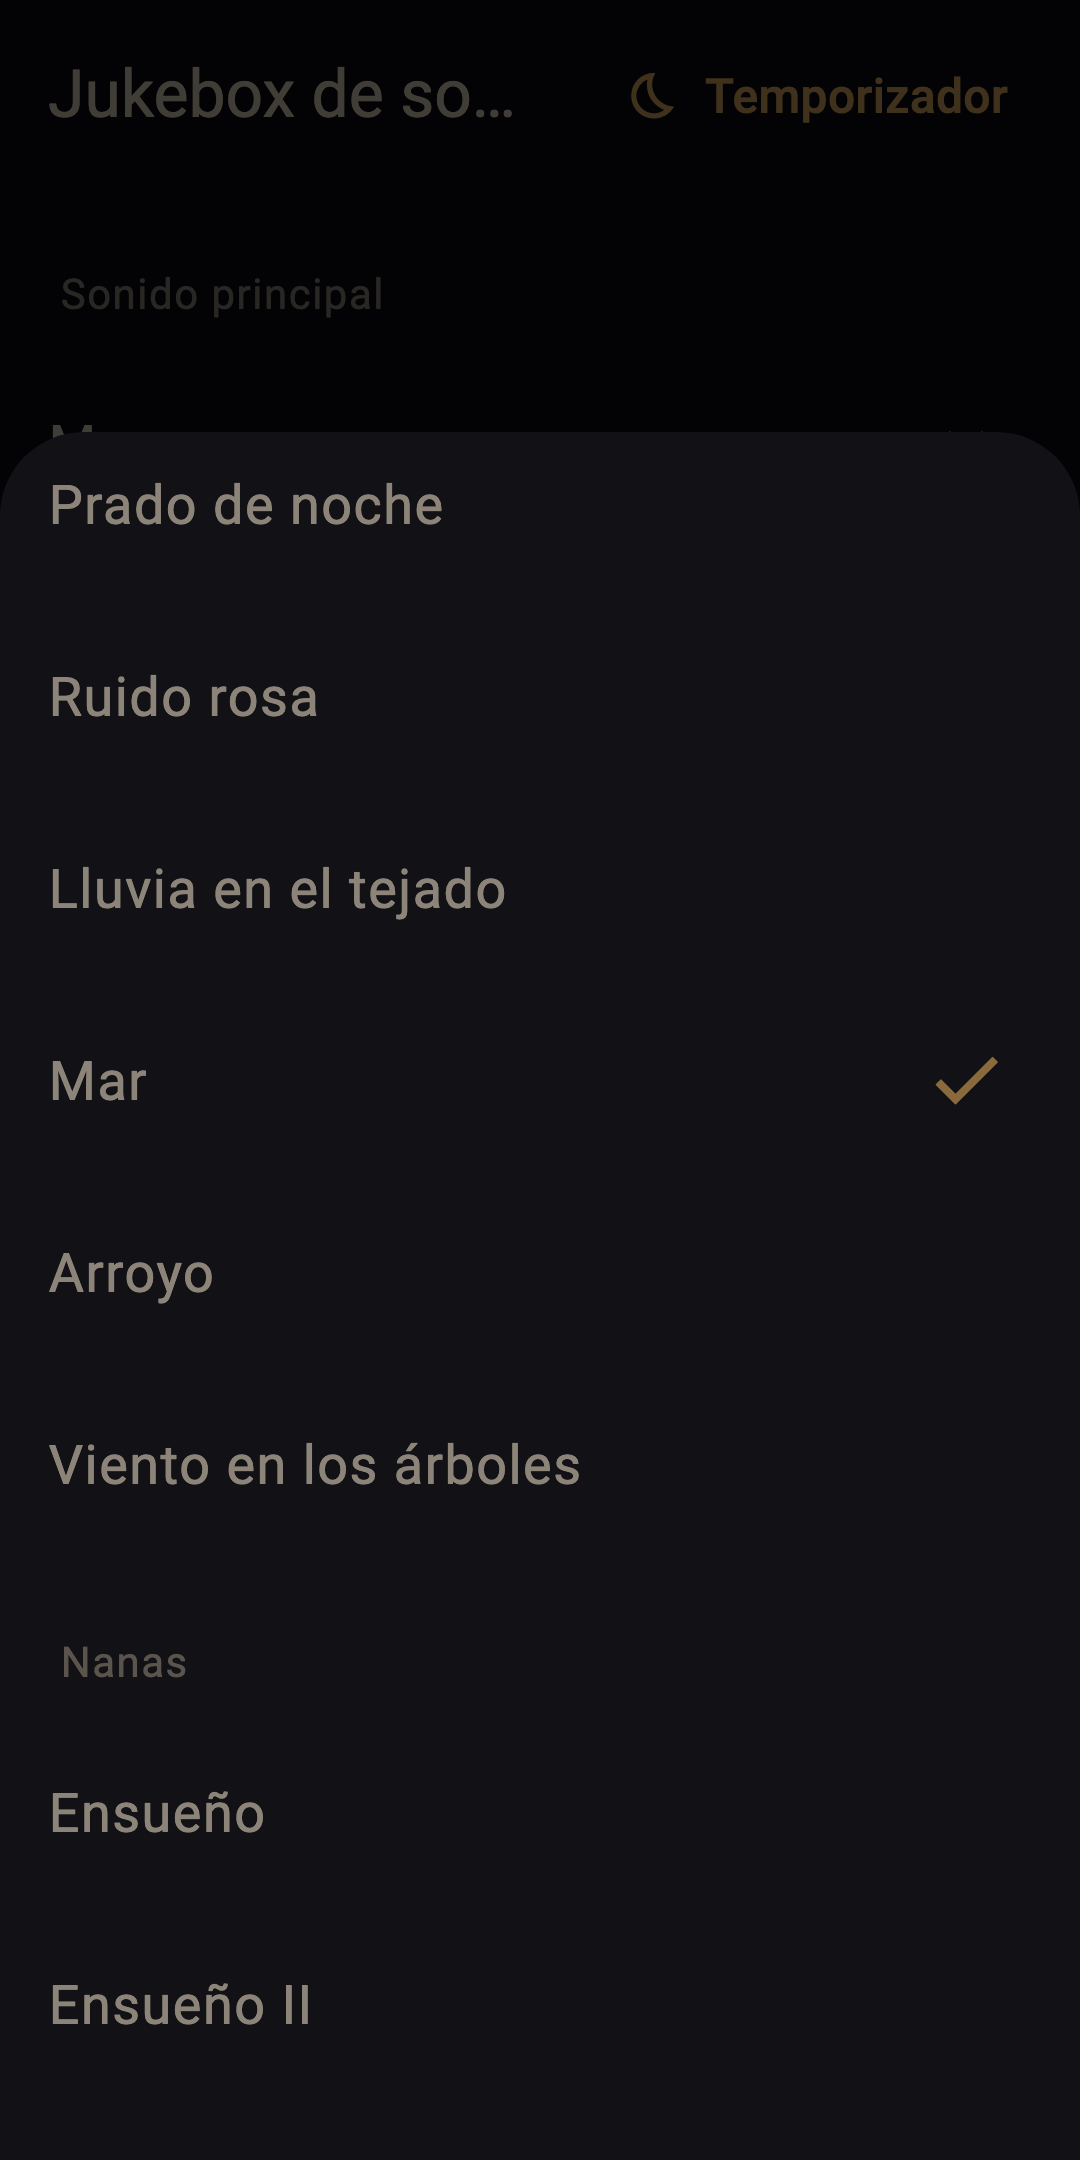 Jukebox de so…
Temporizador
Sonido principal
Prado de noche
Ruido rosa
Lluvia en el tejado
Mar
Arroyo
Viento en los árboles
Nanas
Ensueño
Ensueño II